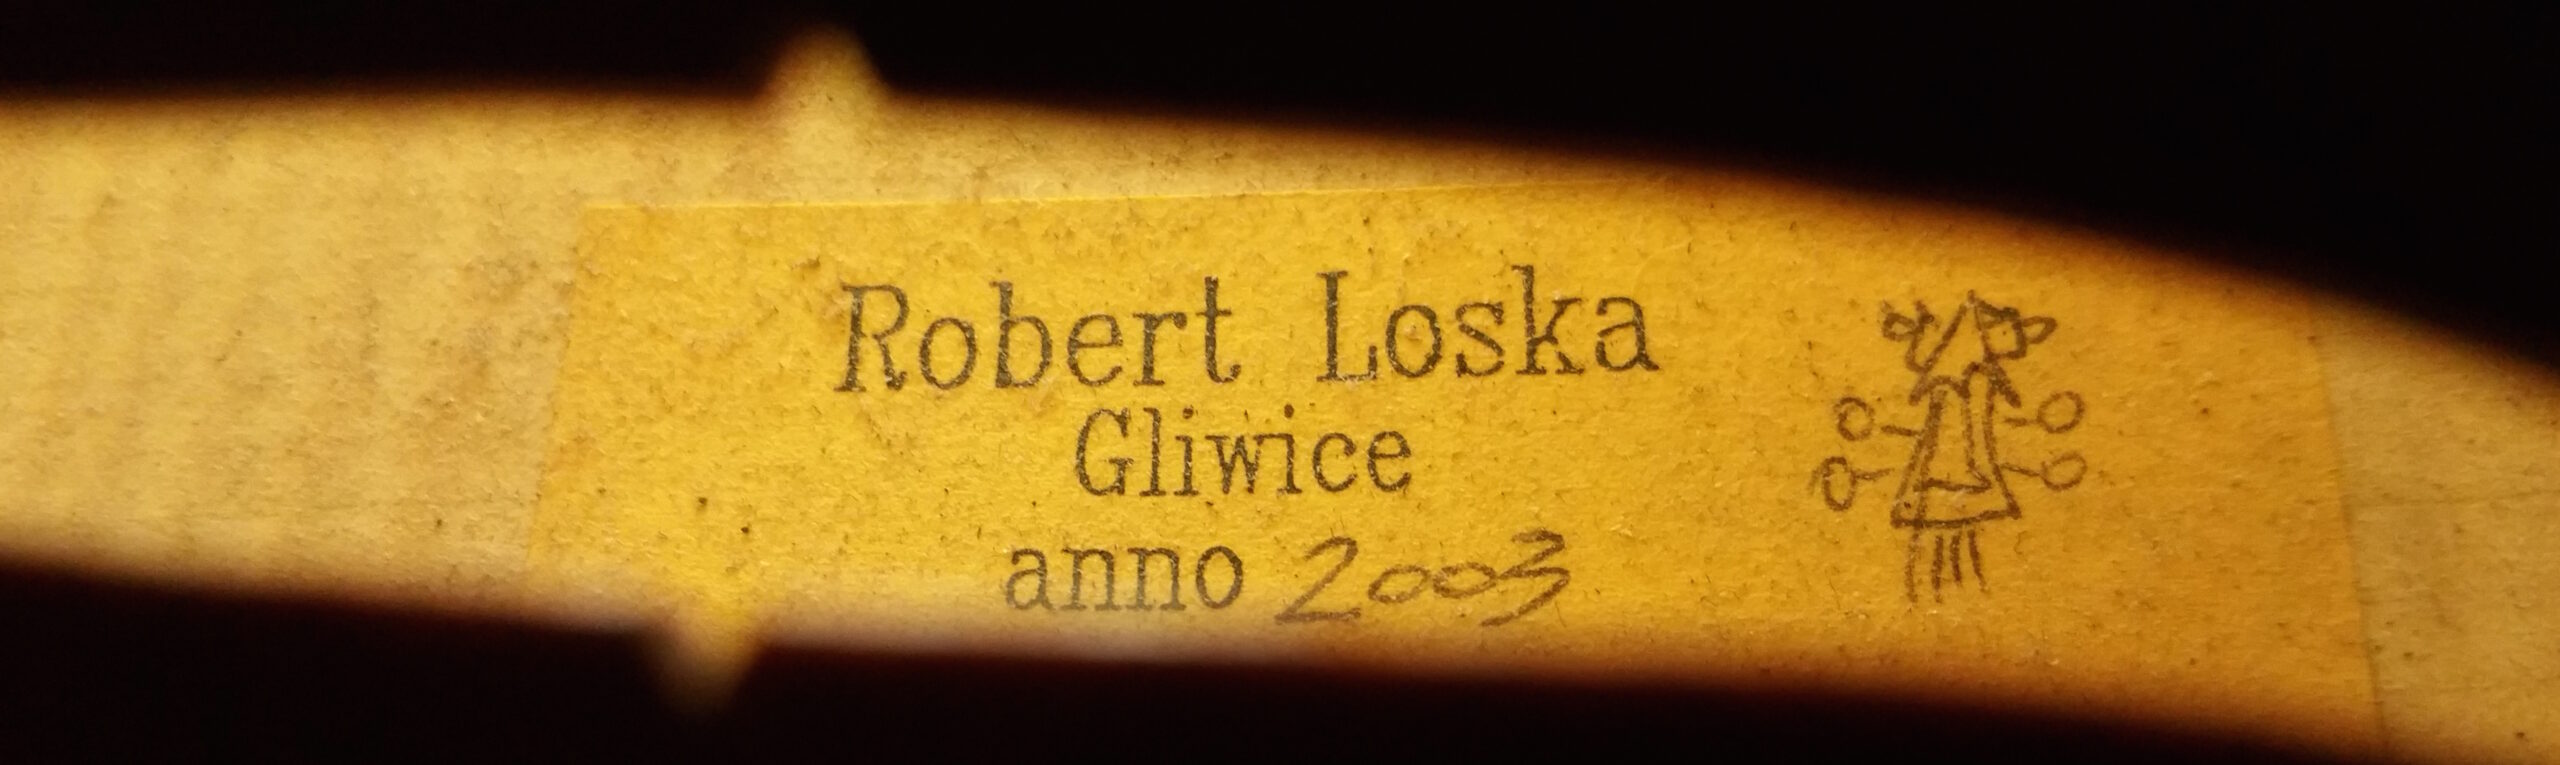 Robert Loska
Gliwice
anno 2003